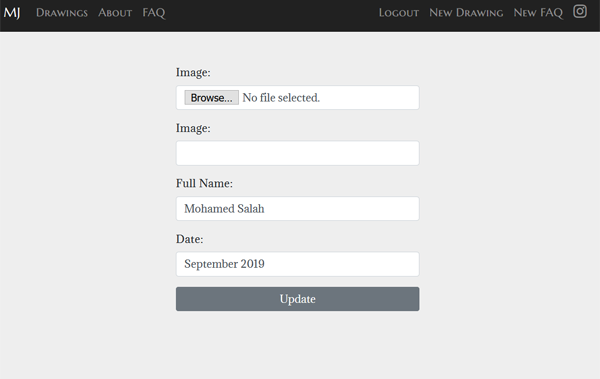 MJ Drawings About FAQ Logout New Drawing New FAQ
Image:
Browse... No file selected.
Image:
Full Name:
Mohamed Salah
Date:
September 2019
Update